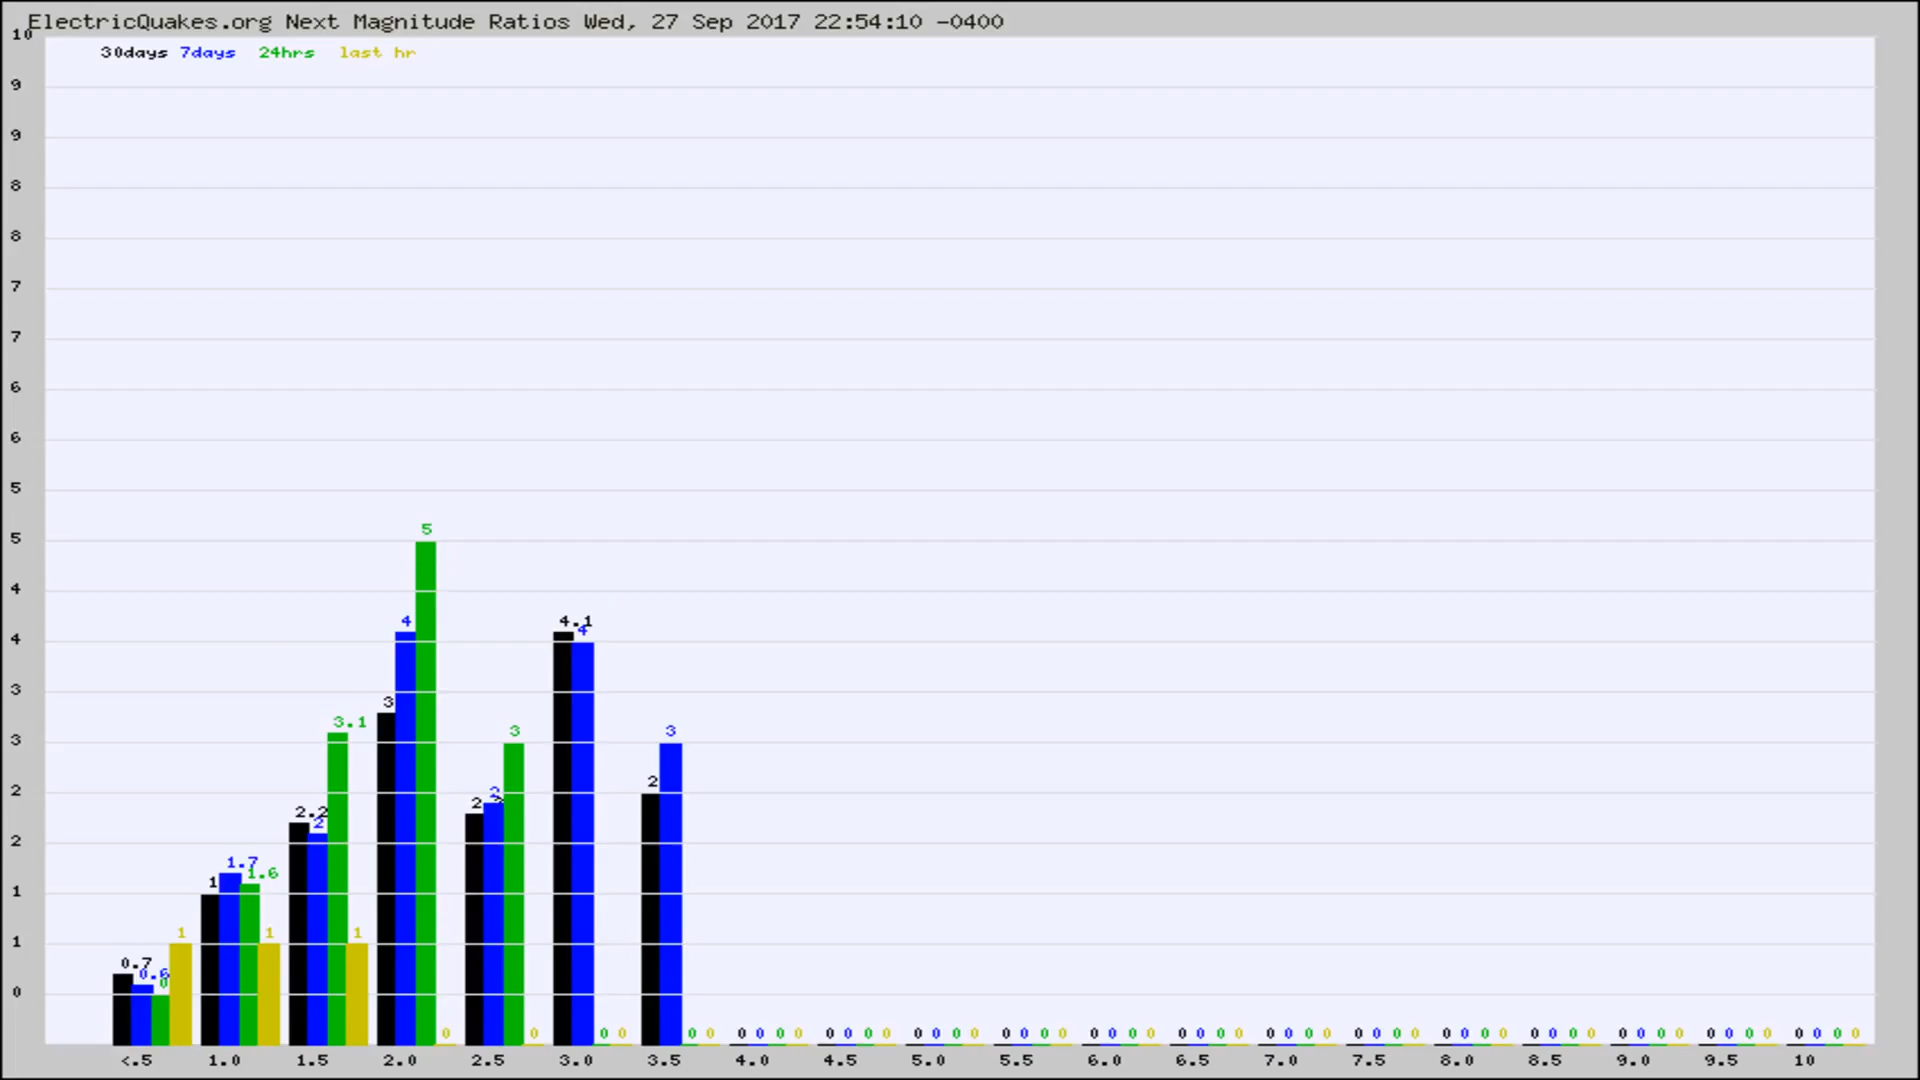 ElectricQuakes.org Next Magnitude Ratios Wed, 27 Sep 2017 22:54:10 -0400
10
30days 7days 24hrs last hr
9
9
8
8
7
7
6
6
5
5 5
4
4 4.1 4
4
3 3
3.1 3 3
3
2
2 2.2 2 2 2
2
1.7 1.6
1 1
1 1 1 1
0.7 0.6 0
0
0 0 0 0 0 0 0 0 0 0 0 0 0 0 0 0 0 0 0 0 0 0 0 0 0 0 0 0 0 0 0 0 0 0 0 0 0 0 0 0 0 0 0 0 0 0 0 0 0 0 0 0 0 0 0 0 0 0
<.5 1.0 1.5 2.0 2.5 3.0 3.5 4.0 4.5 5.0 5.5 6.0 6.5 7.0 7.5 8.0 8.5 9.0 9.5 10